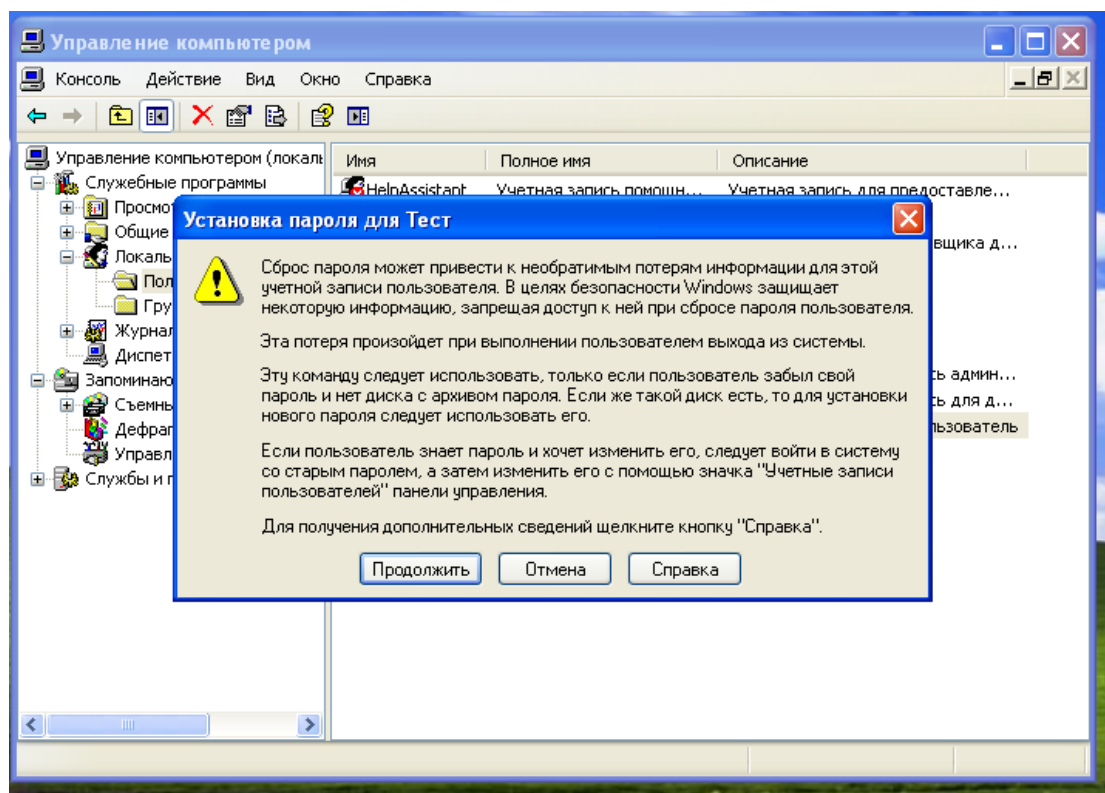 Управление компьютером
Консоль Действие Вид Окно Справка
Управление компьютером (локаль
Имя Полное имя Описание
Служебные программы
HelpAssistant Учетная запись помощн... Учетная запись для предоставле...
Просмо
Общие
вщика д...
Локаль
Пол
Гру
Журнал
Диспет
Запоминаю
ь админ...
Съемны
ь для д...
Дефраг
льзователь
Управл
Службы и п
Установка пароля для Тест
Сброс пароля может привести к необратимым потерям информации для этой
учетной записи пользователя. В целях безопасности Windows защищает
некоторую информацию, запрещая доступ к ней при сбросе пароля пользователя.
Эта потеря произойдет при выполнении пользователем выхода из системы.
Эту команду следует использовать, только если пользователь забыл свой
пароль и нет диска с архивом пароля. Если же такой диск есть, то для установки
нового пароля следует использовать его.
Если пользователь знает пароль и хочет изменить его, следует войти в систему
со старым паролем, а затем изменить его с помощью значка "Учетные записи
пользователей" панели управления.
Для получения дополнительных сведений щелкните кнопку "Справка".
Продолжить Отмена Справка